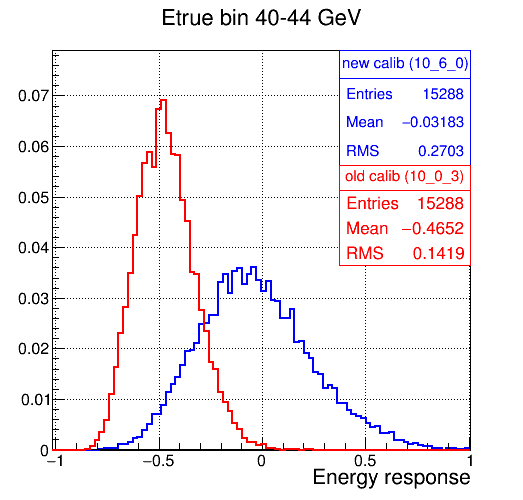 Etrue bin 40-44 GeV
new calib (10_6_0)
Entries 15288
Mean −0.03183
RMS 0.2703
old calib (10_0_3)
Entries 15288
Mean −0.4652
RMS 0.1419
0.07
0.06
0.05
0.04
0.03
0.02
0.01
0
−1 −0.5 0 0.5 1
Energy response